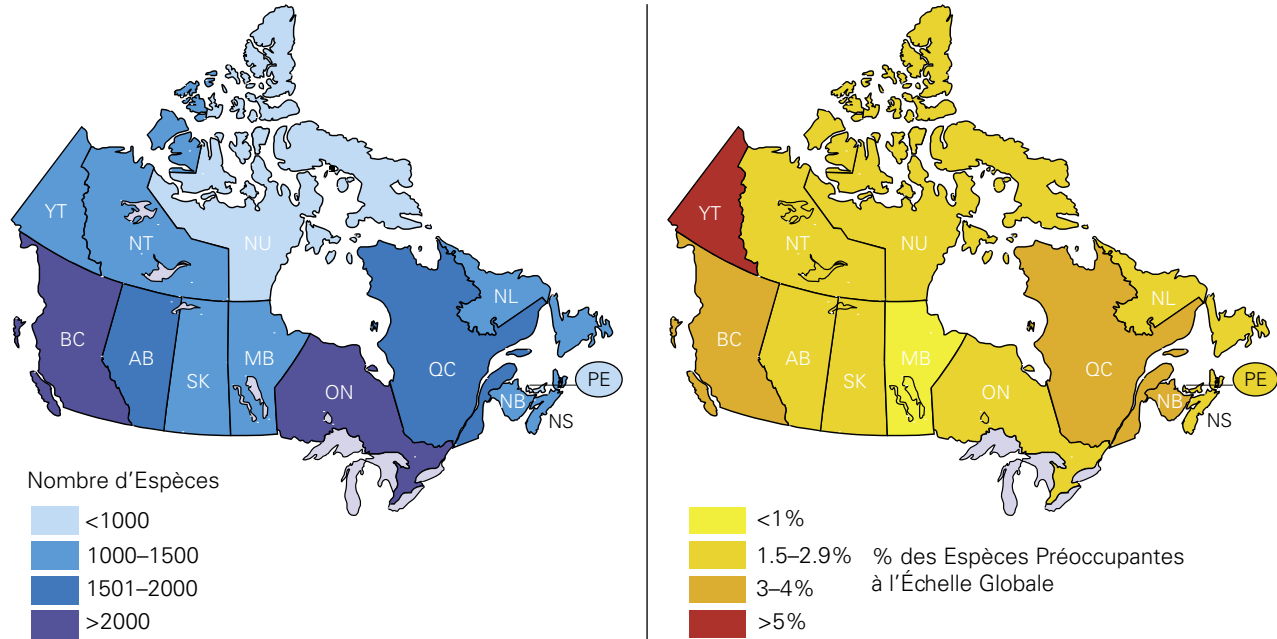 YT
NT
NU
NL
BC
AB
SK
MB
ON
QC
PE
NB
NS
Nombre d'Espèces
<1000
1000–1500
1501–2000
>2000
YT
NT
NU
NL
BC
AB
SK
MB
ON
QC
PE
NB
NS
<1%
1.5–2.9%
3–4%
>5%
% des Espèces Préoccupantes
à l'Échelle Globale